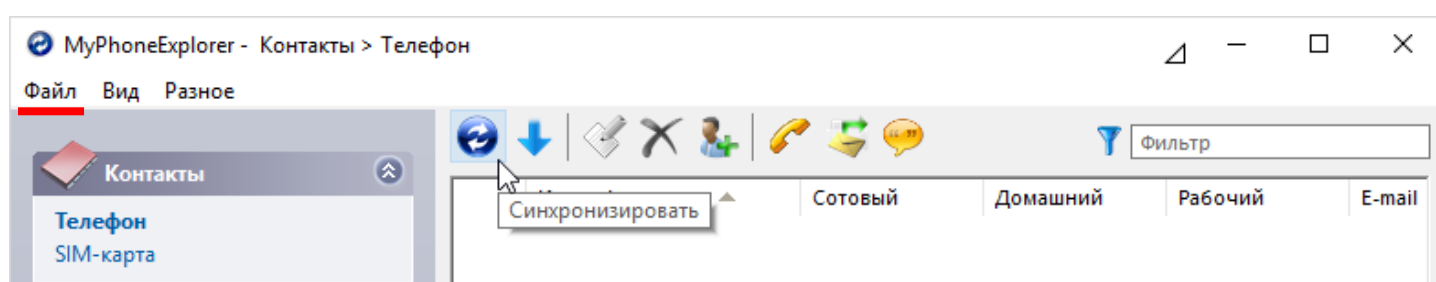 MyPhoneExplorer - Контакты > Телефон
Файл Вид Разное
Фильтр
Контакты
Сотовый Домашний Рабочий E-mail
Синхронизировать
Телефон
SIM-карта